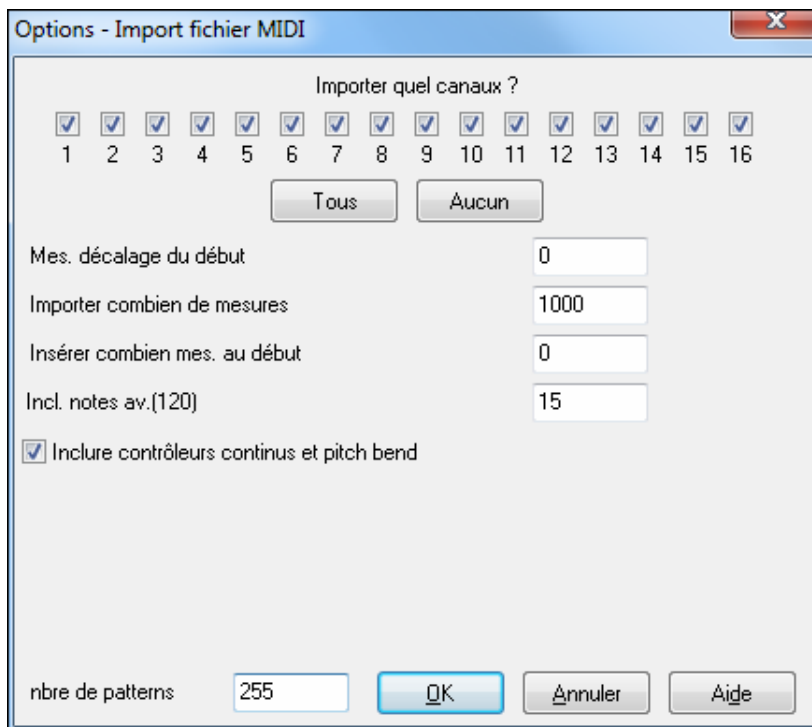 Options - Import fichier MIDI
Importer quel canaux ?
1 2 3 4 5 6 7 8 9 10 11 12 13 14 15 16
Tous Aucun
Mes. décalage du début 0
Importer combien de mesures 1000
Insérer combien mes. au début 0
Incl. notes av.(120) 15
Inclure contrôleurs continus et pitch bend
nbre de patterns 255 OK Annuler Aide